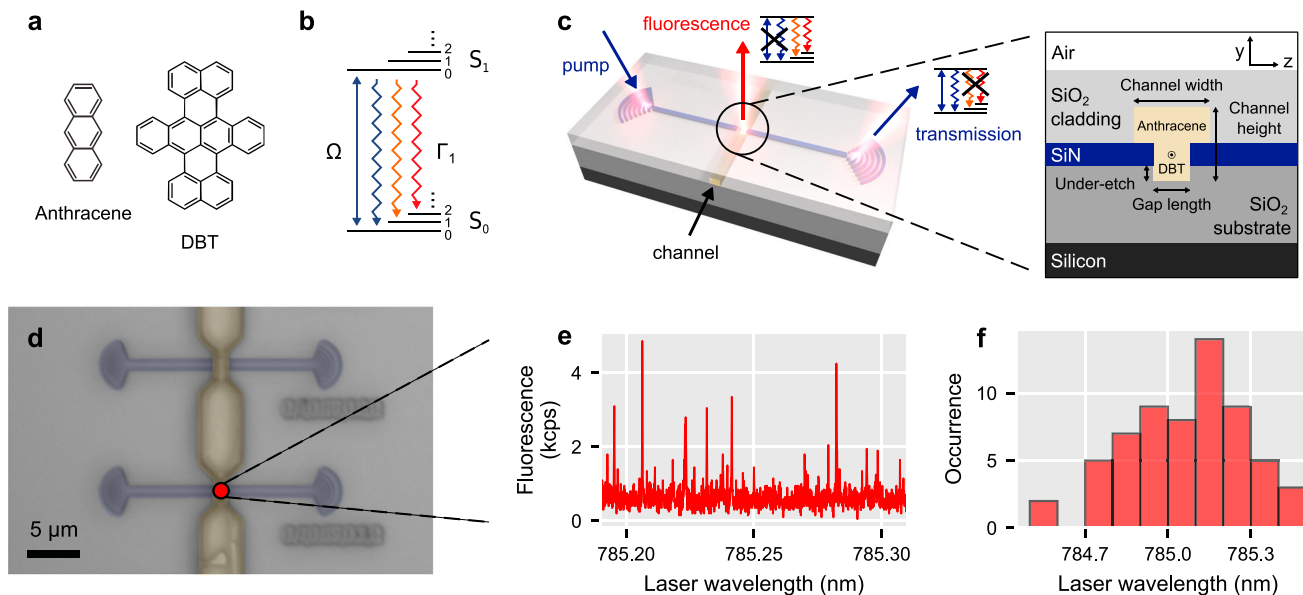 a
Anthracene
DBT
b
2
1
0
S1
Ω
Γ1
2
1
0
S0
c
fluorescence
pump
transmission
channel
Air
y
z
SiO2
cladding
Channel width
Anthracene
Channel
height
SiN
DBT
Under-etch
Gap length
SiO2
substrate
Silicon
d
5 µm
e
Fluorescence
(kcps)
4
2
0
785.20
785.25
785.30
Laser wavelength (nm)
f
Occurrence
10
5
0
784.7
785.0
785.3
Laser wavelength (nm)